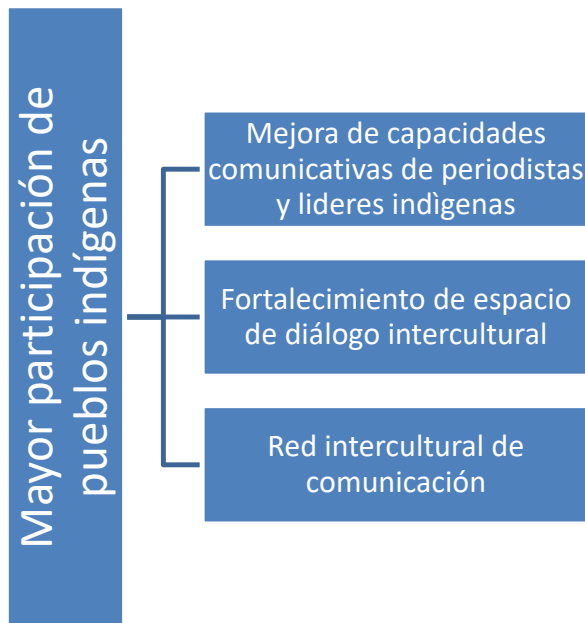 Mayor participación de
pueblos indígenas
Mejora de capacidades
comunicativas de periodistas
y lideres indìgenas
Fortalecimiento de espacio
de diálogo intercultural
Red intercultural de
comunicación